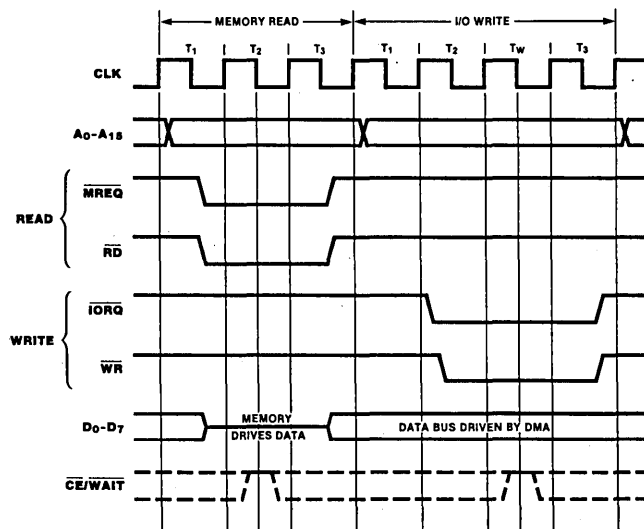 MEMORY READ I/O WRITE
T1 T2 T3 T1 T2 TW T3
CLK
A0-A15
READ
MREQ
RD
WRITE
IORQ
WR
D0-D7 MEMORY DRIVES DATA DATA BUS DRIVEN BY DMA
CE/WAIT